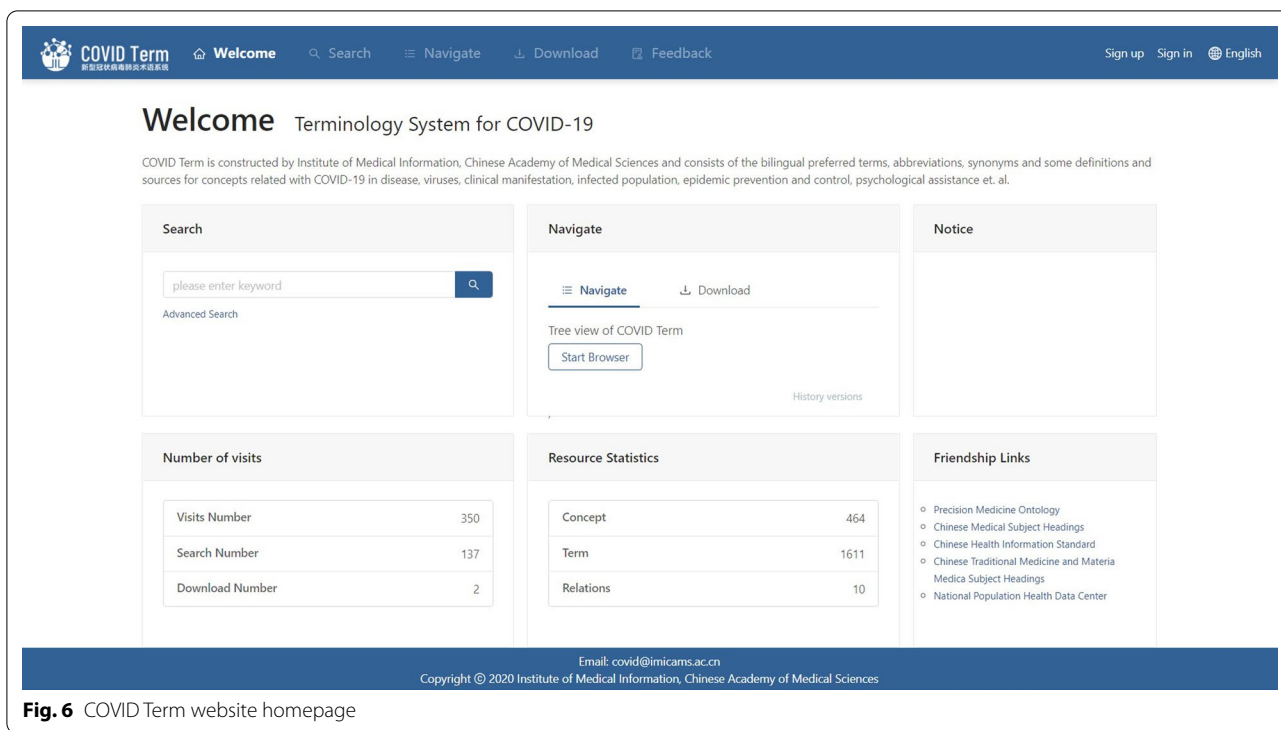 COVID Term
新型冠状病毒肺炎术语系统
Welcome Search Navigate Download Feedback
Sign up Sign in English
Welcome Terminology System for COVID-19
COVID Term is constructed by Institute of Medical Information, Chinese Academy of Medical Sciences and consists of the bilingual preferred terms, abbreviations, synonyms and some definitions and
sources for concepts related with COVID-19 in disease, viruses, clinical manifestation, infected population, epidemic prevention and control, psychological assistance et. al.
Search
please enter keyword
Advanced Search
Navigate
Navigate Download
Tree view of COVID Term
Start Browser
History versions
Notice
Number of visits
Visits Number 350
Search Number 137
Download Number 2
Resource Statistics
Concept 464
Term 1611
Relations 10
Friendship Links
Precision Medicine Ontology
Chinese Medical Subject Headings
Chinese Health Information Standard
Chinese Traditional Medicine and Materia
Medica Subject Headings
National Population Health Data Center
Email: covid@imicams.ac.cn
Copyright © 2020 Institute of Medical Information, Chinese Academy of Medical Sciences
Fig. 6 COVID Term website homepage